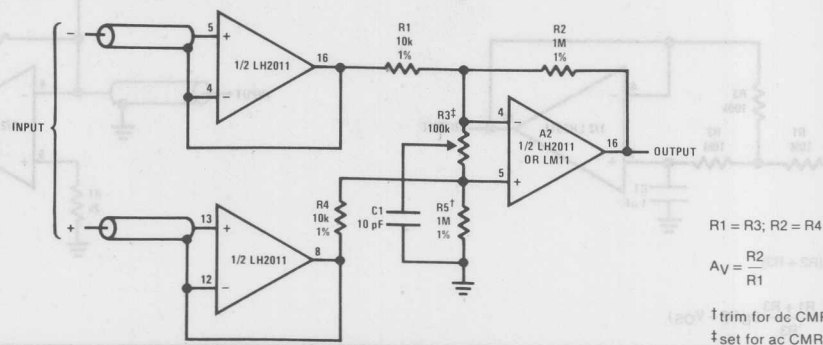 5
+
1/2 LH2011
16
4
−
−
INPUT
+
R1
10k
1%
R2
1M
1%
R3‡
100k
4
−
A2
1/2 LH2011
OR LM11
16
OUTPUT
5
+
R4
10k
1%
C1
10 pF
R5†
1M
1%
13
+
1/2 LH2011
8
12
−
R1 = R3; R2 = R4
AV = R2
R1
† trim for dc CMR
‡ set for ac CMR